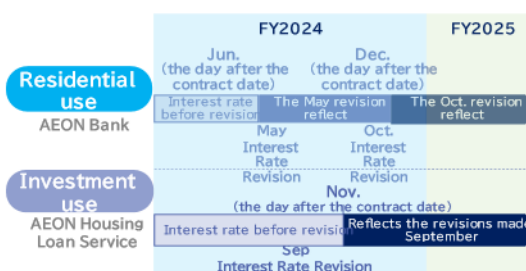 FY2024
FY2025
Jun.
(the day after the
contract date)
Dec.
(the day after the
contract date)
Residential
use
AEON Bank
Interest rate
before revision
The May revision
reflect
The Oct. revision
reflect
May
Interest
Rate
Revision
Oct.
Interest
Rate
Revision
Investment
use
AEON Housing
Loan Service
Nov.
(the day after the contract date)
Interest rate before revision
Reflects the revisions made
September
Sep
Interest Rate Revision